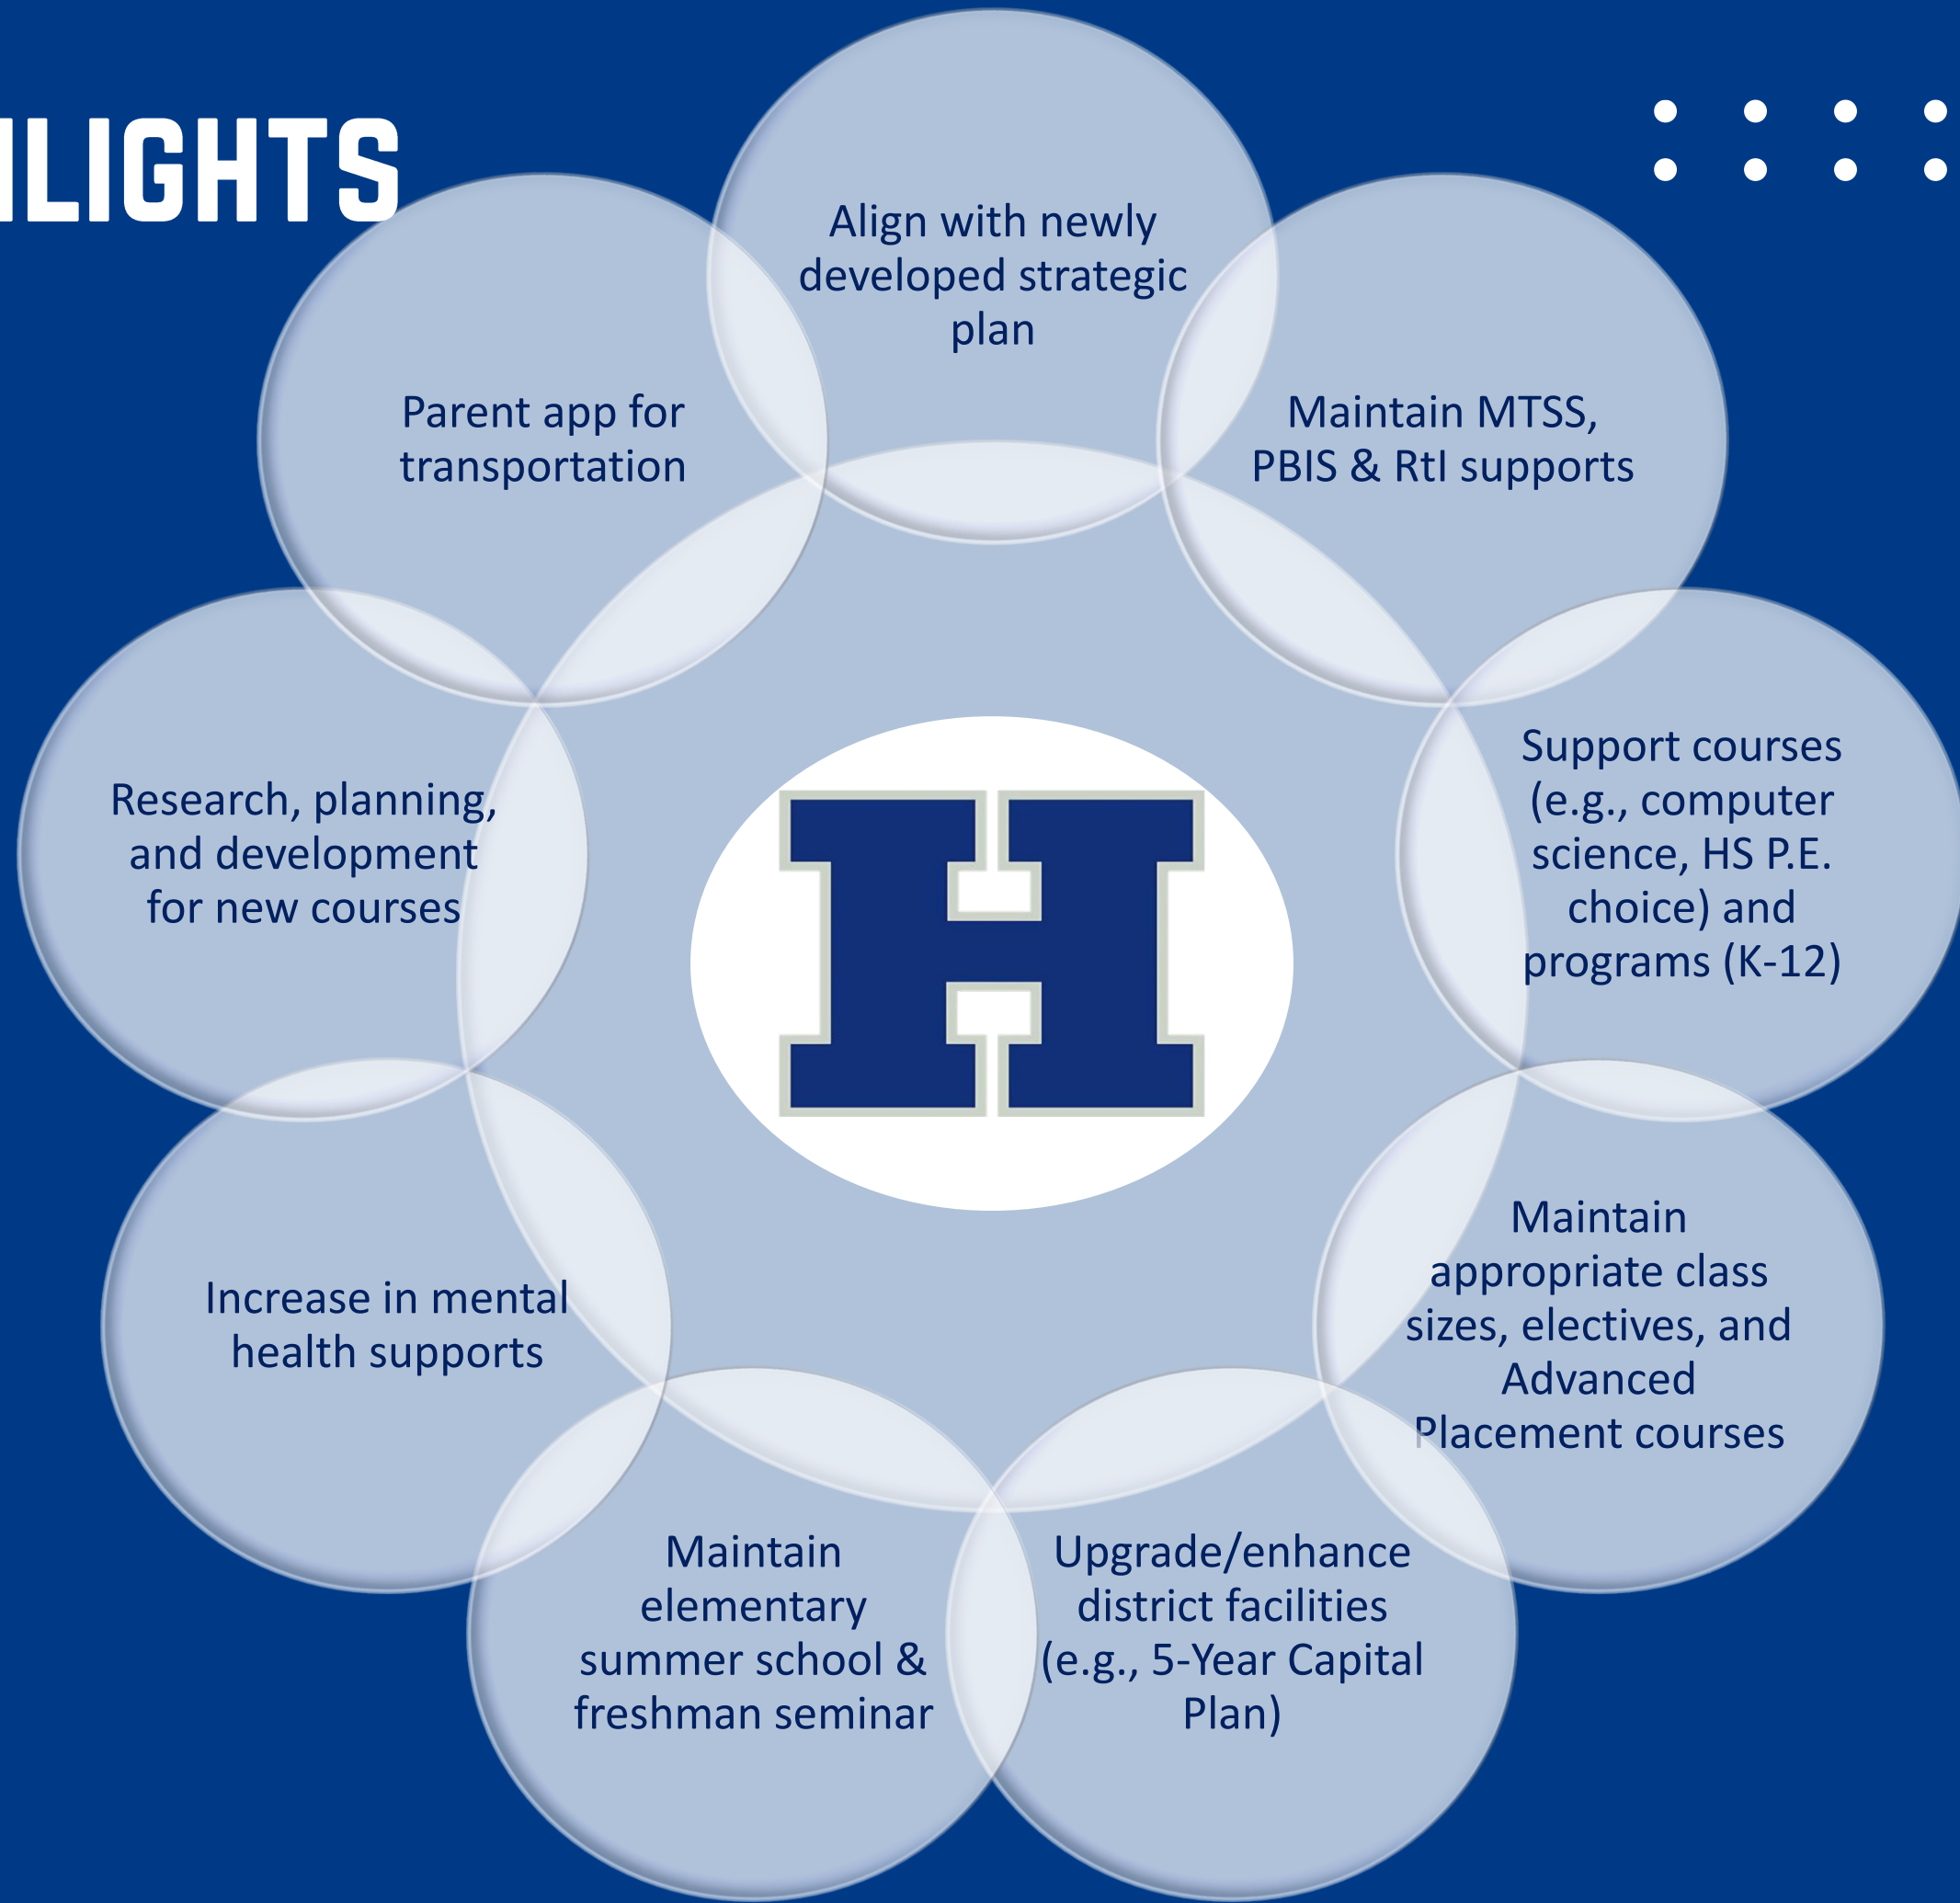 HLIGHTS
Align with newly
developed strategic
plan
Maintain MTSS,
PBIS & RtI supports
Support courses
(e.g., computer
science, HS P.E.
choice) and
programs (K-12)
Maintain
appropriate class
sizes, electives, and
Advanced
Placement courses
Upgrade/enhance
district facilities
(e.g., 5-Year Capital
Plan)
Maintain
elementary
summer school &
freshman seminar
Increase in mental
health supports
Research, planning,
and development
for new courses
Parent app for
transportation
H